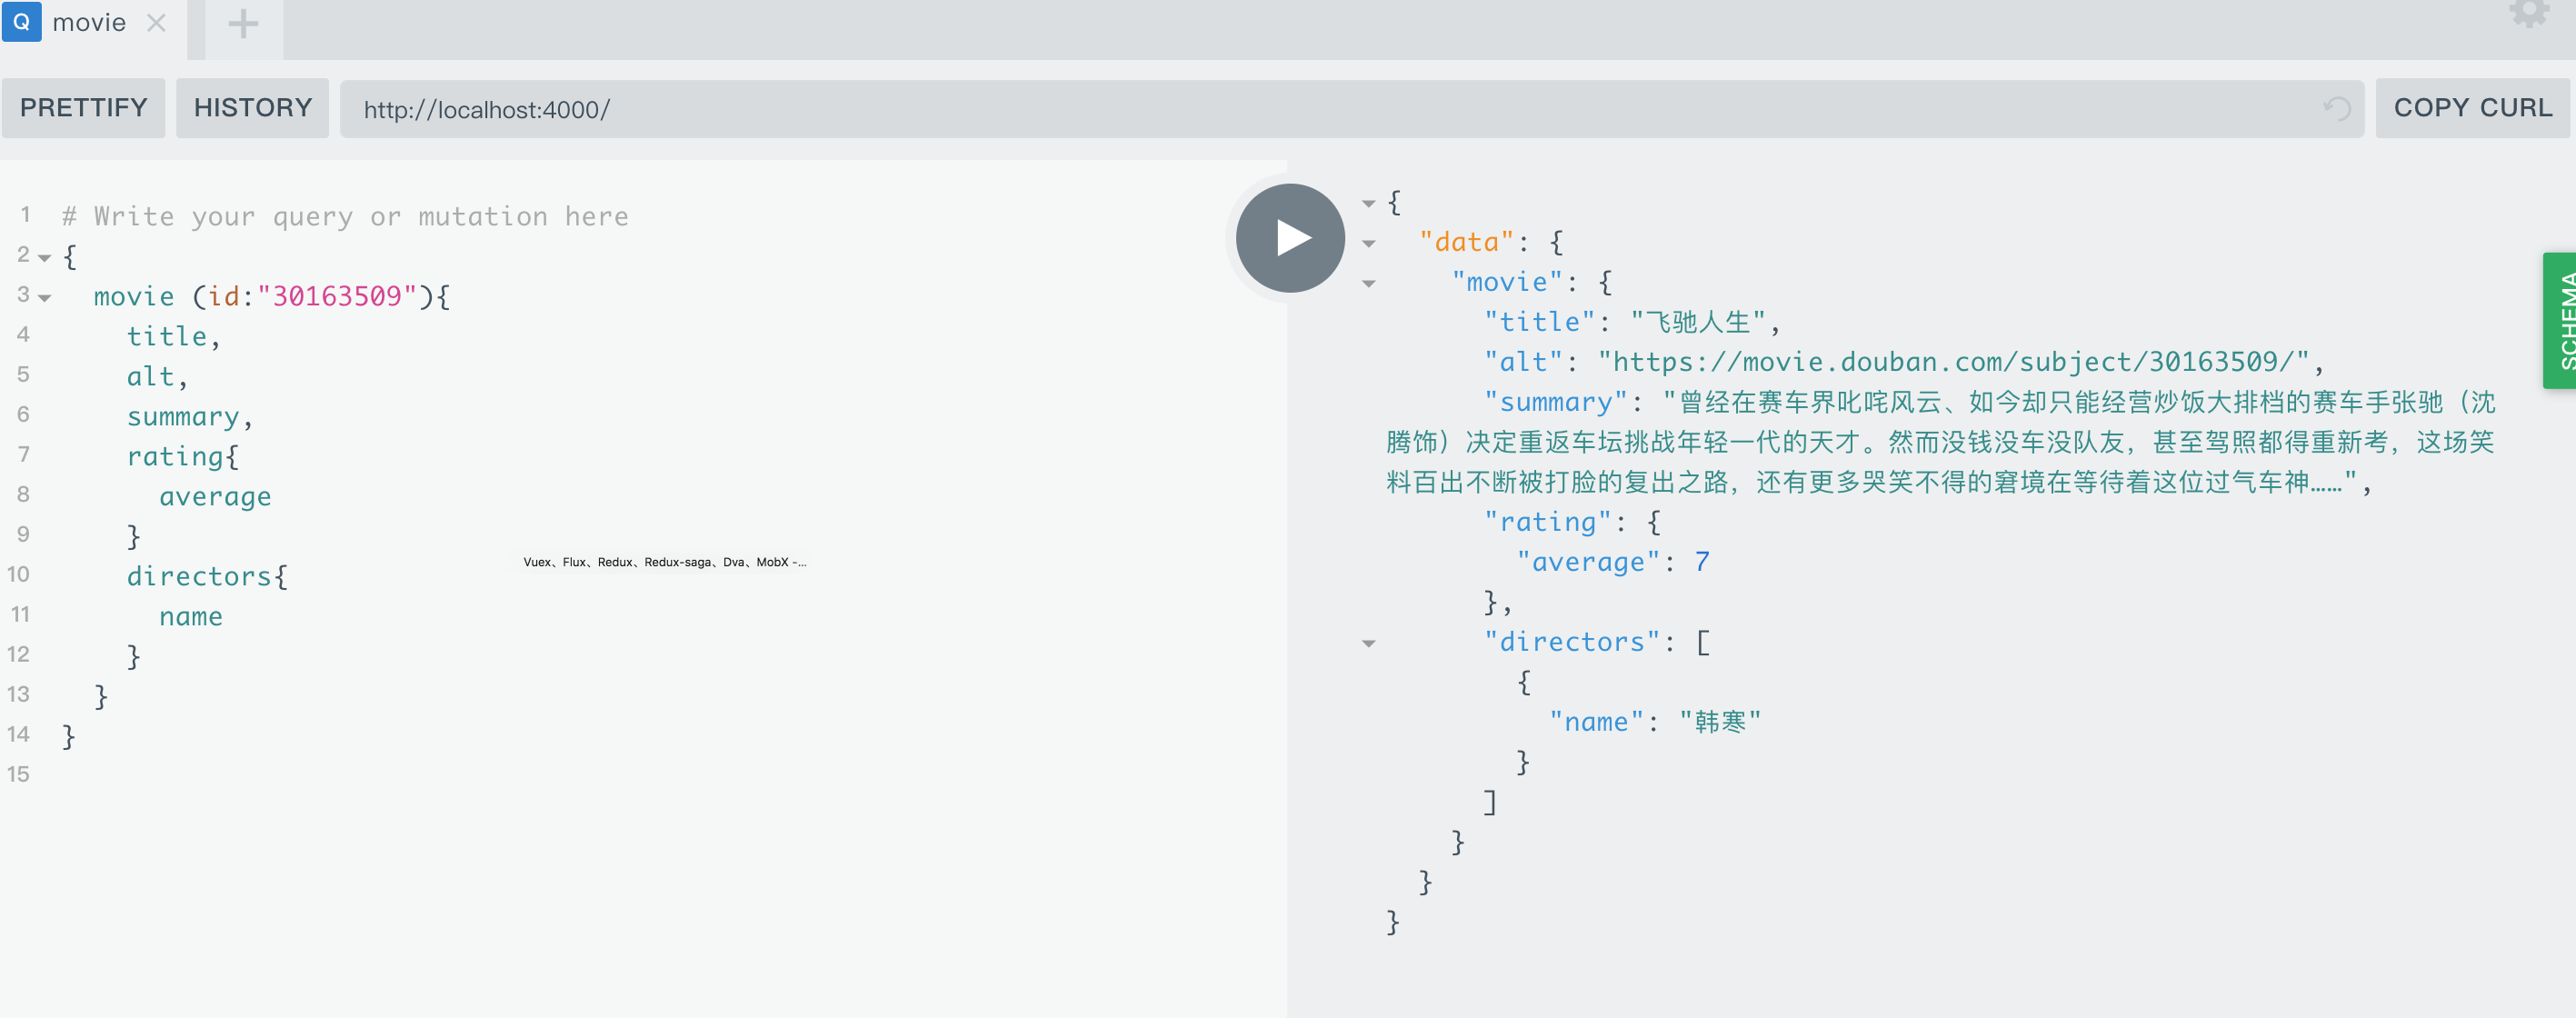 Q movie
PRETTIFY HISTORY http://localhost:4000/ COPY CURL
1 # Write your query or mutation here
2 {
3 movie (id:"30163509"){
4 title,
5 alt,
6 summary,
7 rating{
8 average
9 }
10 directors{
11 name
12 }
13 }
14 }
15
Vuex、Flux、Redux、Redux-saga、Dva、MobX -...
{
"data": {
"movie": {
"title": "飞驰人生",
"alt": "https://movie.douban.com/subject/30163509/",
"summary": "曾经在赛车界叱咤风云、如今却只能经营炒饭大排档的赛车手张驰（沈
腾饰）决定重返车坛挑战年轻一代的天才。然而没钱没车没队友，甚至驾照都得重新考，这场笑
料百出不断被打脸的复出之路，还有更多哭笑不得的窘境在等待着这位过气车神……",
"rating": {
"average": 7
},
"directors": [
{
"name": "韩寒"
}
]
}
}
}
SCHEMA